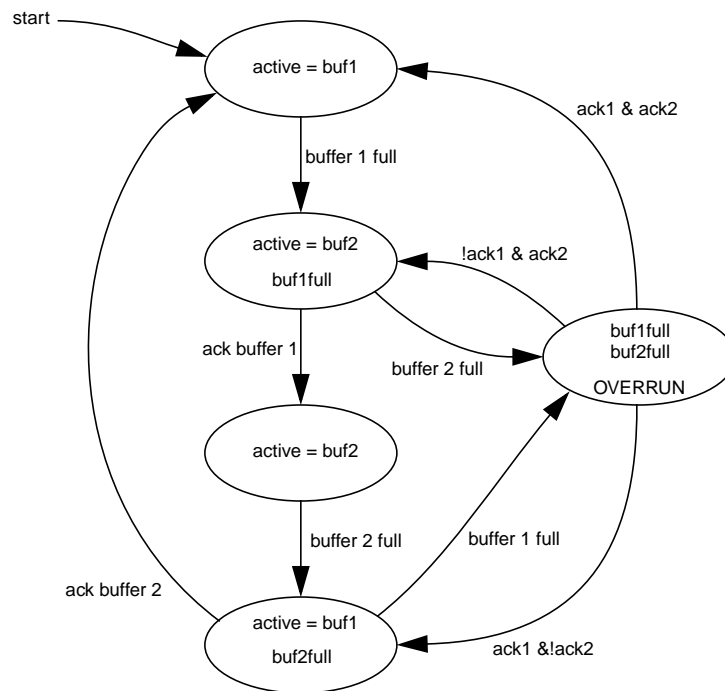 start
active = buf1
ack1 & ack2
buffer 1 full
active = buf2
buf1full
!ack1 & ack2
buf1full
buf2full
OVERRUN
ack buffer 1
buffer 2 full
active = buf2
buffer 2 full
buffer 1 full
ack buffer 2
active = buf1
buf2full
ack1 &!ack2